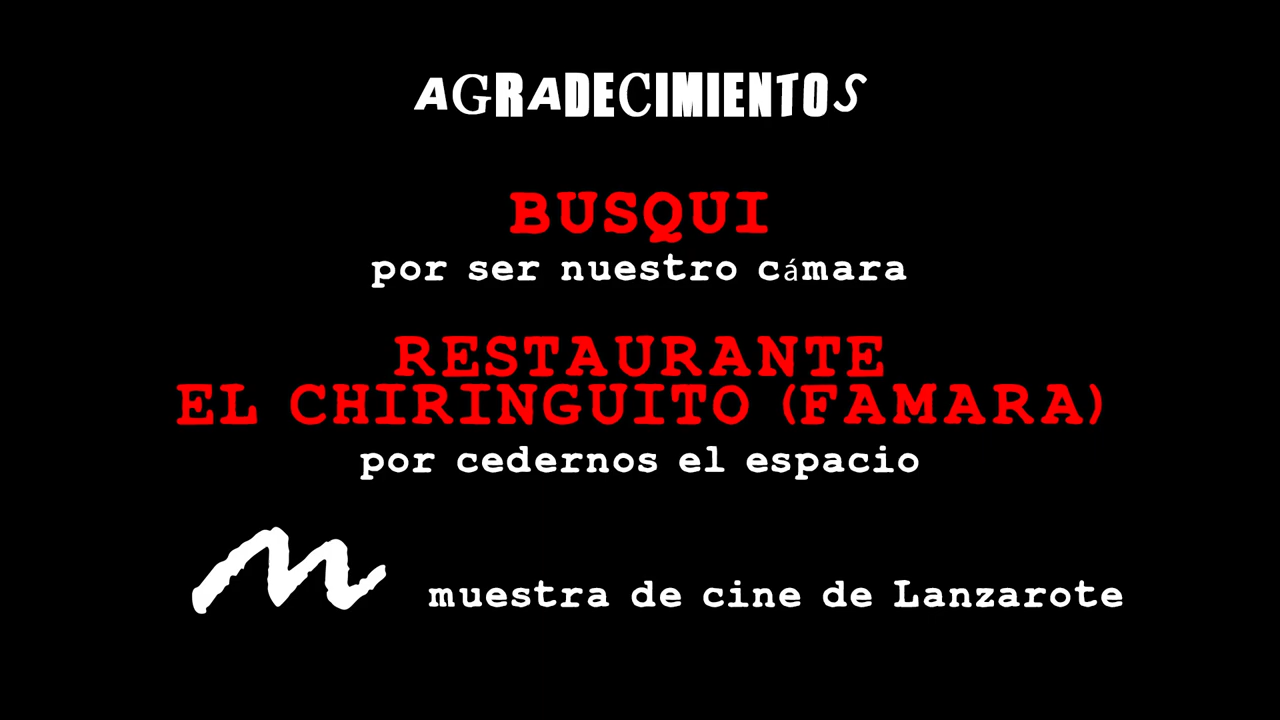 AGRADECIMIENTOS
BUSQUI
por ser nuestro cámara
RESTAURANTE
EL CHIRINGUITO (FAMARA)
por cedernos el espacio
m muestra de cine de Lanzarote